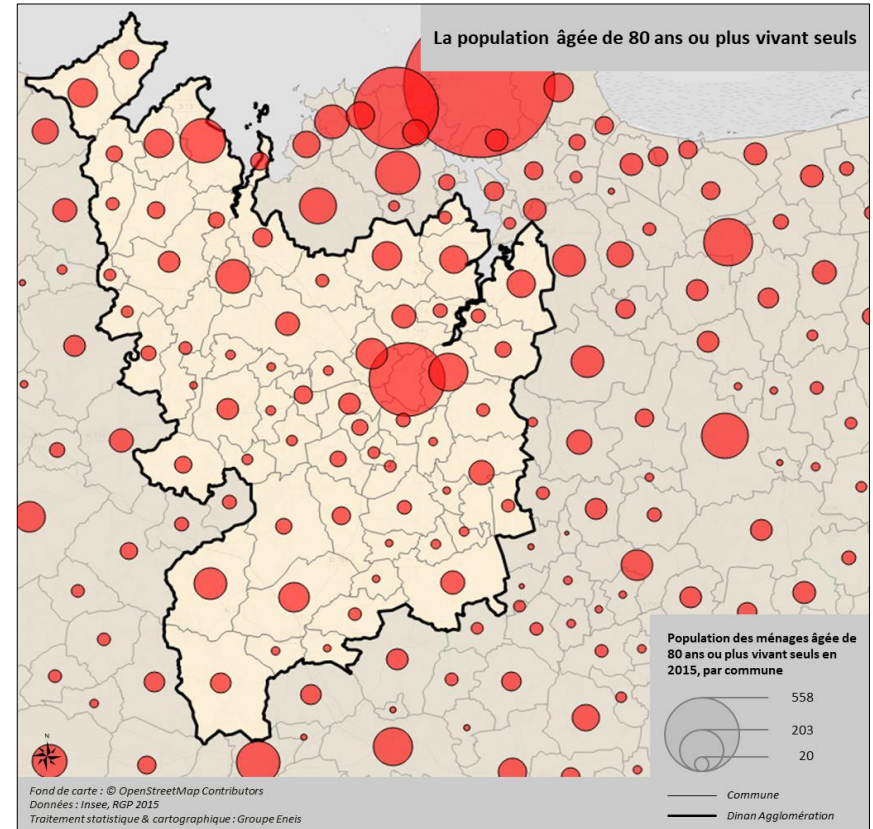 La population âgée de 80 ans ou plus vivant seuls
Population des ménages âgée de
80 ans ou plus vivant seuls en
2015, par commune
558
203
20
Commune
Dinan Agglomération
N
Fond de carte : © OpenStreetMap Contributors
Données : Insee, RGP 2015
Traitement statistique & cartographique : Groupe Eneis